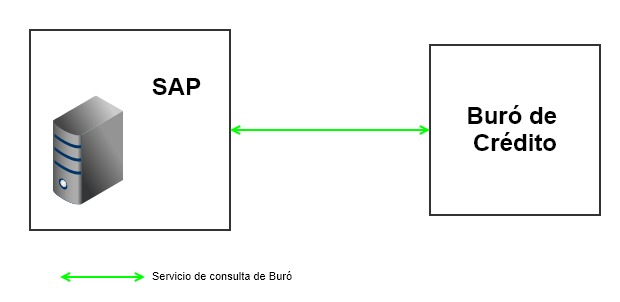 SAP
Buró de
Crédito
Servicio de consulta de Buró